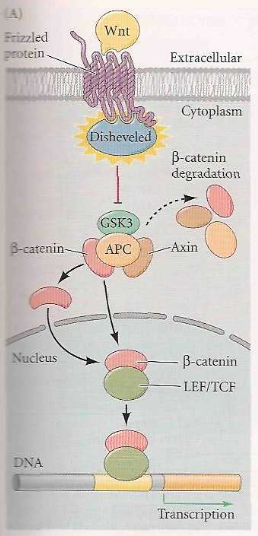 (A)
Wnt
Frizzled
protein
Extracellular
Cytoplasm
Disheveled
β-catenin
degradation
GSK3
β-catenin
APC
Axin
Nucleus
β-catenin
LEF/TCF
DNA
Transcription